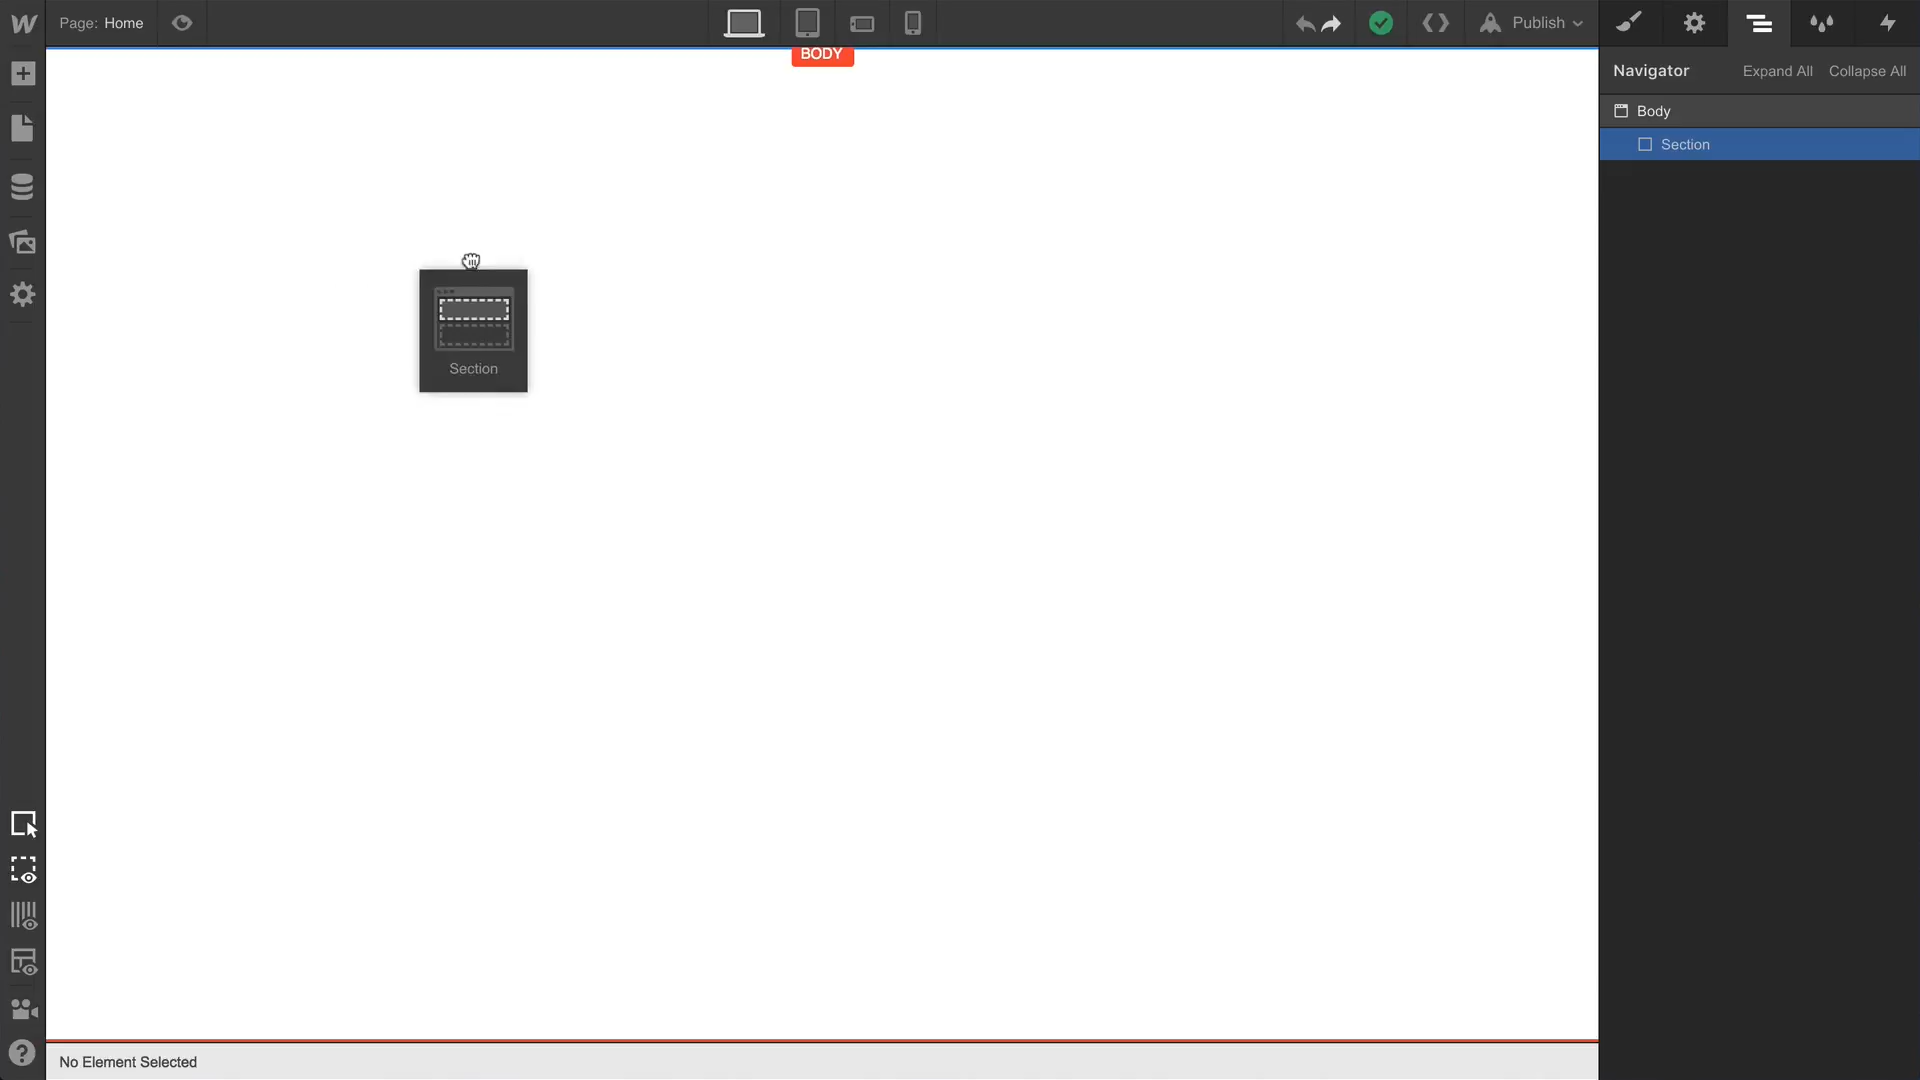 Page: Home
Publish
BODY
Navigator
Expand All
Collapse All
Body
Section
Section
No Element Selected